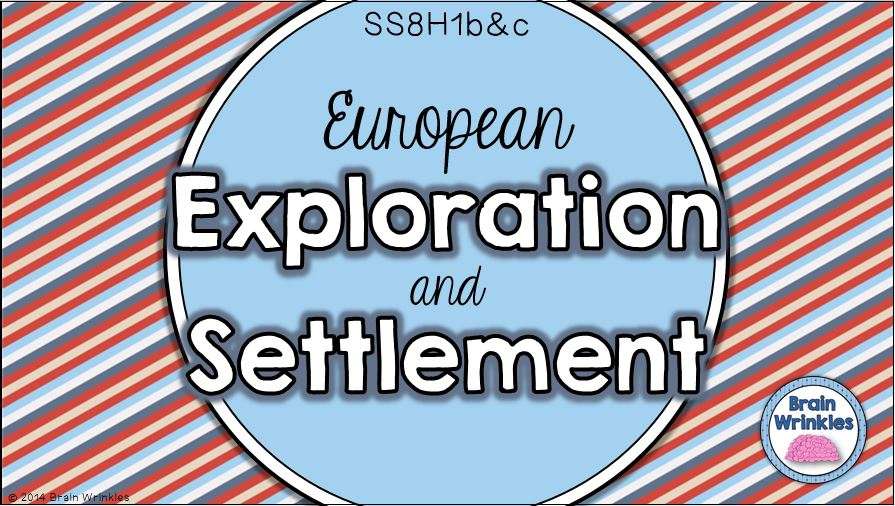 SS8H1b&c
European
Exploration
and
Settlement
Brain
Wrinkles
© 2014 Brain Wrinkles